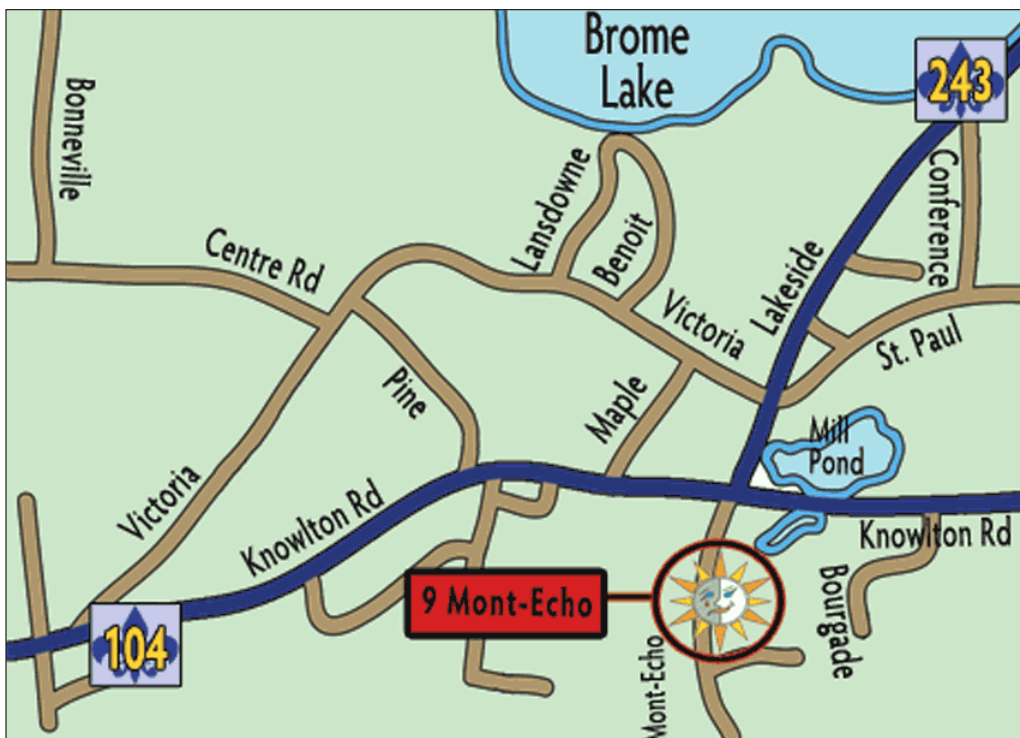 Brome
Lake
243
Bonneville
Conference
Lansdowne
Benoit
Centre Rd
Lakeside
Victoria
St. Paul
Pine
Maple
Mill
Pond
Victoria
Knowlton Rd
Knowlton Rd
9 Mont-Echo
Bourgade
104
Mont-Echo